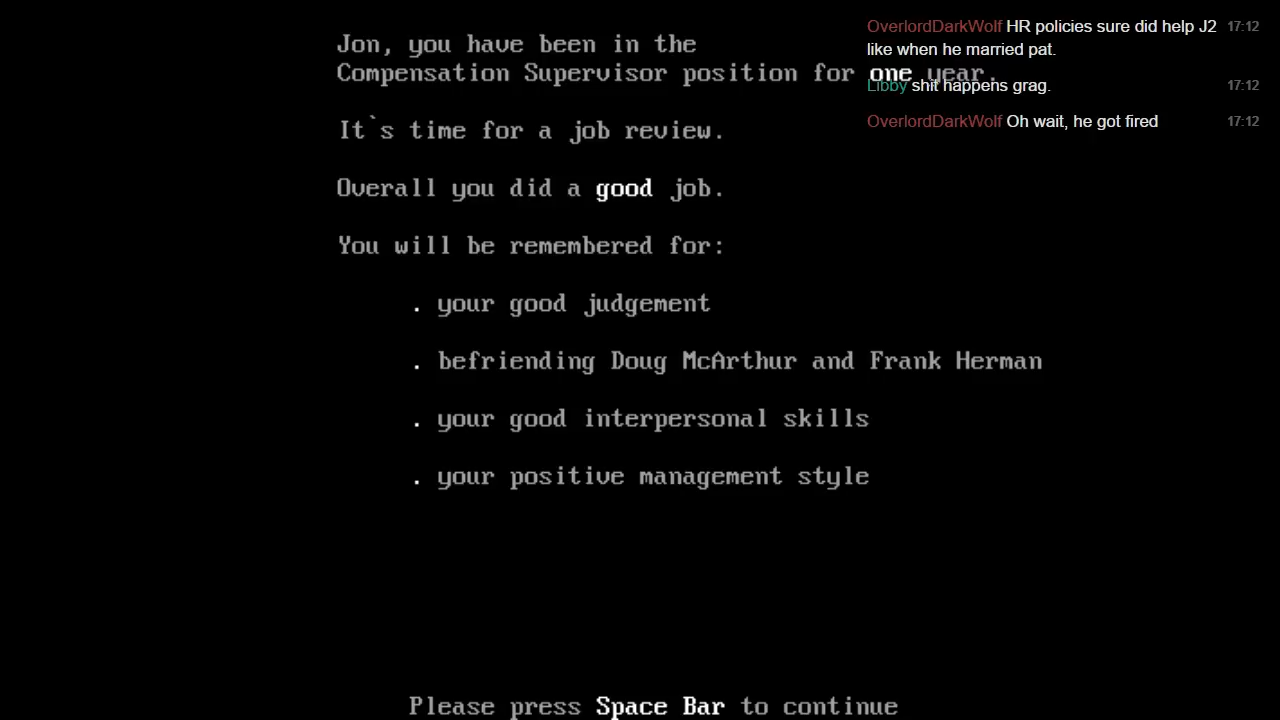 Jon, you have been in the
Compensation Supervisor position for one year.
It`s time for a job review.
Overall you did a good job.
You will be remembered for:
. your good judgement
. befriending Doug McArthur and Frank Herman
. your good interpersonal skills
. your positive management style
Please press Space Bar to continue
OverlordDarkWolf HR policies sure did help J2 17:12
like when he married pat.
Libby shit happens grag. 17:12
OverlordDarkWolf Oh wait, he got fired 17:12